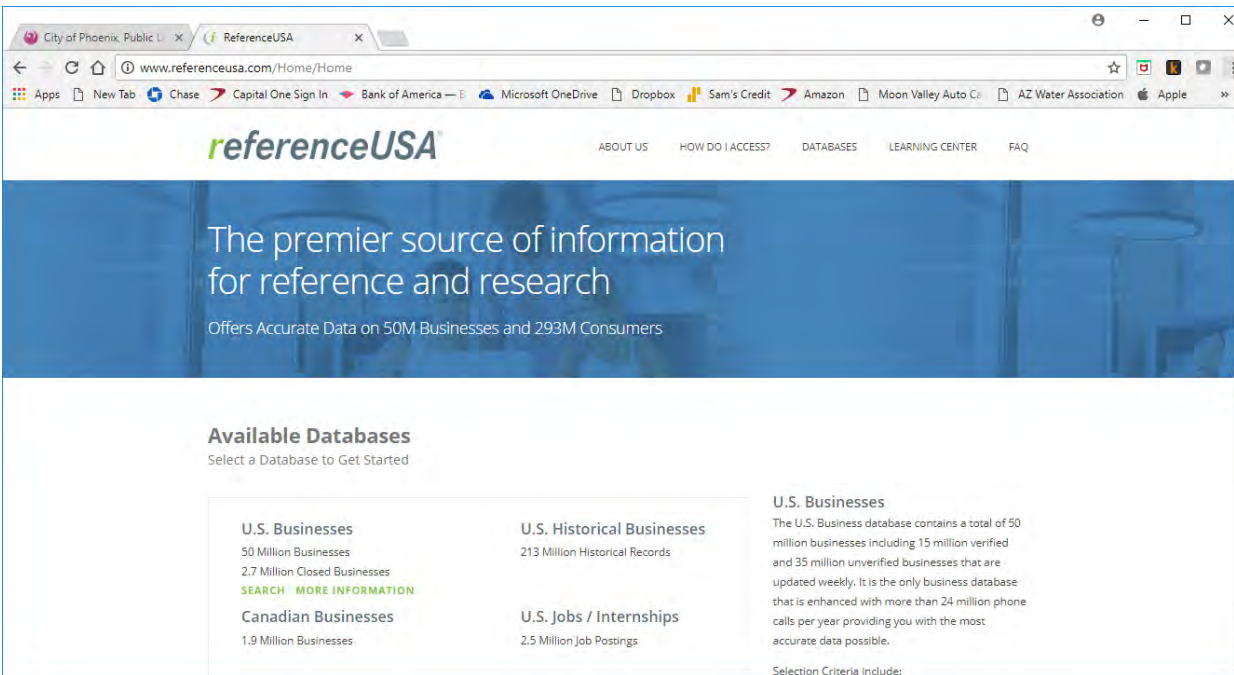 City of Phoenix, Public L
ReferenceUSA
www.referenceusa.com/Home/Home
Apps New Tab Chase Capital One Sign In Bank of America — Microsoft OneDrive Dropbox Sam's Credit Amazon Moon Valley Auto Ca AZ Water Association Apple »
referenceUSA
ABOUT US HOW DO I ACCESS? DATABASES LEARNING CENTER FAQ
The premier source of information
for reference and research
Offers Accurate Data on 50M Businesses and 293M Consumers
Available Databases
Select a Database to Get Started
U.S. Businesses
50 Million Businesses
2.7 Million Closed Businesses
SEARCH MORE INFORMATION
Canadian Businesses
1.9 Million Businesses
U.S. Historical Businesses
213 Million Historical Records
U.S. Jobs / Internships
2.5 Million Job Postings
U.S. Businesses
The U.S. Business database contains a total of 50
million businesses including 15 million verified
and 35 million unverified businesses that are
updated weekly. It is the only business database
that is enhanced with more than 24 million phone
calls per year providing you with the most
accurate data possible.
Selection Criteria include: